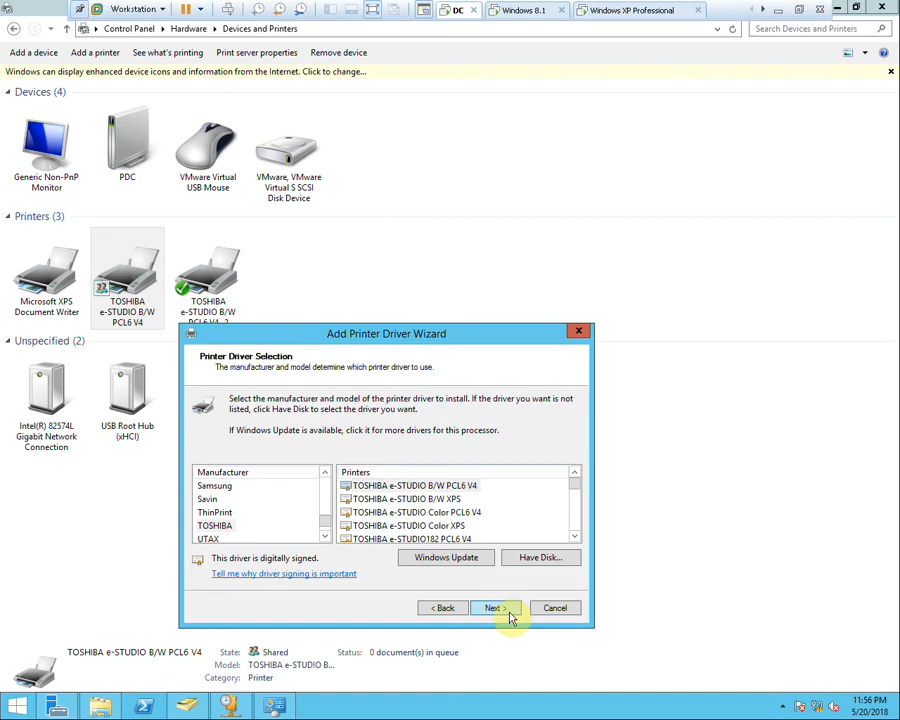 Workstation
DC
Windows 8.1
Windows XP Professional
Control Panel
Hardware
Devices and Printers
Search Devices and Printers
Add a device
Add a printer
See what's printing
Print server properties
Remove device
Windows can display enhanced device icons and information from the Internet. Click to change...
Devices (4)
Generic Non-PnP
Monitor
PDC
VMware Virtual
USB Mouse
VMware, VMware
Virtual S SCSI
Disk Device
Printers (3)
Microsoft XPS
Document Writer
TOSHIBA
e-STUDIO B/W
PCL6 V4
TOSHIBA
e-STUDIO B/W
Unspecified (2)
Intel(R) 82574L
Gigabit Network
Connection
USB Root Hub
(xHCI)
Add Printer Driver Wizard
Printer Driver Selection
The manufacturer and model determine which printer driver to use.
Select the manufacturer and model of the printer driver to install. If the driver you want is not
listed, click Have Disk to select the driver you want.
If Windows Update is available, click it for more drivers for this processor.
Manufacturer
Samsung
Savin
ThinPrint
TOSHIBA
UTAX
Printers
TOSHIBA e-STUDIO B/W PCL6 V4
TOSHIBA e-STUDIO B/W XPS
TOSHIBA e-STUDIO Color PCL6 V4
TOSHIBA e-STUDIO Color XPS
TOSHIBA e-STUDIO182 PCL6 V4
This driver is digitally signed.
Tell me why driver signing is important
Windows Update
Have Disk...
< Back
Next >
Cancel
TOSHIBA e-STUDIO B/W PCL6 V4
State: Shared
Status: 0 document(s) in queue
Model: TOSHIBA e-STUDIO B...
Category: Printer
11:56 PM
5/20/2018